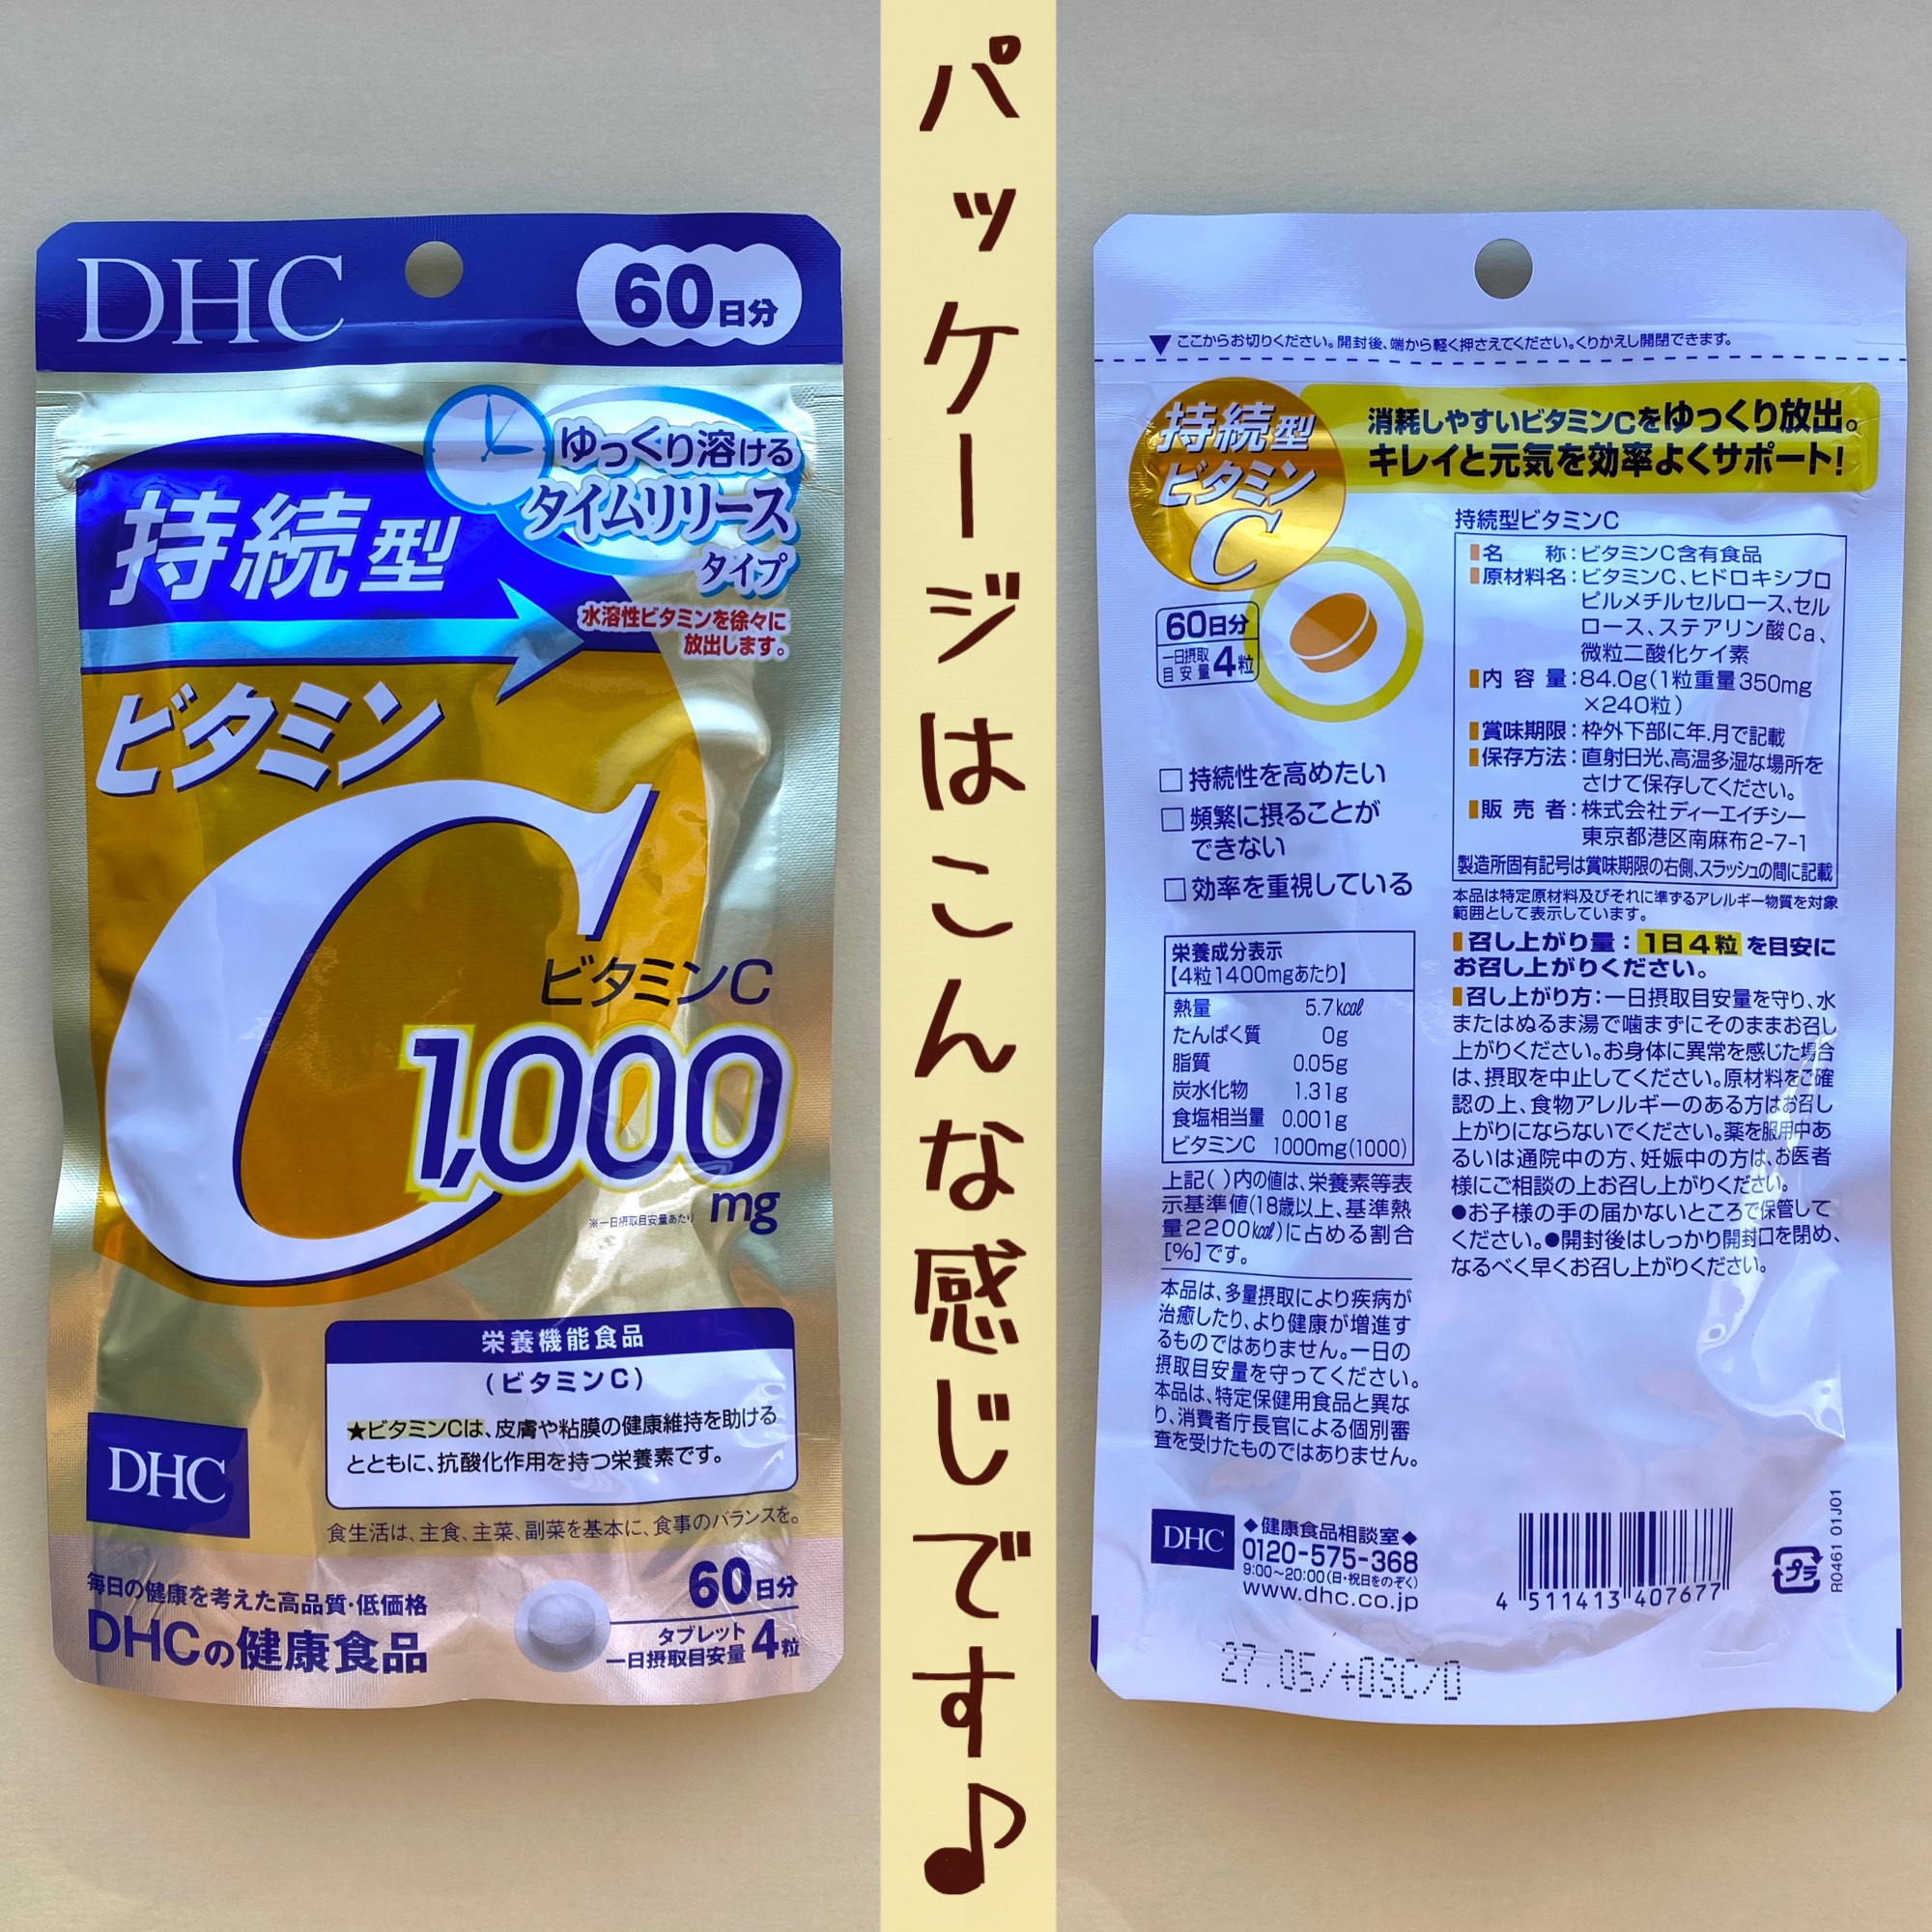 DHC
60日分
ゆっくり溶ける
タイムリリース
タイプ
水溶性ビタミンを徐々に
放出します。
持続型
ビタミン
C
ビタミンC
1,000
mg
※一日摂取目安量あたり
栄養機能食品
(ビタミンC)
★ビタミンCは、皮膚や粘膜の健康維持を助ける
とともに、抗酸化作用を持つ栄養素です。
DHC
食生活は、主食、主菜、副菜を基本に、食事のバランスを。
毎日の健康を考えた高品質・低価格
DHCの健康食品
60日分
タブレット
一日摂取目安量4粒
パッケージはこんな感じです♪
▼ここからお切りください。開封後、端から軽く押さえてください。くりかえし開閉できます。
持続型
ビタミン
C
消耗しやすいビタミンCをゆっくり放出。
キレイと元気を効率よくサポート!
60日分
一日摂取
目安量4粒
□持続性を高めたい
□頻繁に摂ることが
できない
□効率を重視している
栄養成分表示
【4粒1400mgあたり】
熱量 5.7kcal
たんぱく質 0g
脂質 0.05g
炭水化物 1.31g
食塩相当量 0.001g
ビタミンC 1000mg(1000)
上記( )内の値は、栄養素等表
示基準値(18歳以上、基準熱
量2200kcal)に占める割合
[%]です。
本品は、多量摂取により疾病が
治癒したり、より健康が増進す
るものではありません。一日の
摂取目安量を守ってください。
本品は、特定保健用食品と異な
り、消費者庁長官による個別審
査を受けたものではありません。
持続型ビタミンC
名称:ビタミンC含有食品
原材料名:ビタミンC、ヒドロキシプロ
ピルメチルセルロース、セル
ロース、ステアリン酸Ca、
微粒二酸化ケイ素
内容量:84.0g(1粒重量350mg
×240粒)
賞味期限:枠外下部に年.月で記載
保存方法:直射日光、高温多湿な場所を
さけて保存してください。
販売者:株式会社ディーエイチシー
東京都港区南麻布2-7-1
製造所固有記号は賞味期限の右側、スラッシュの間に記載
本品は特定原材料及びそれに準ずるアレルギー物質を対象
範囲として表示しています。
召し上がり量:1日4粒を目安に
お召し上がりください。
召し上がり方:一日摂取目安量を守り、水
またはぬるま湯で噛まずにそのままお召し
上がりください。お身体に異常を感じた場合
は、摂取を中止してください。原材料をご確
認の上、食物アレルギーのある方はお召し
上がりにならないでください。薬を服用中あ
るいは通院中の方、妊娠中の方は、お医者
様にご相談の上お召し上がりください。
●お子様の手の届かないところで保管して
ください。●開封後はしっかり開封口を閉め、
なるべく早くお召し上がりください。
DHC
◆健康食品相談室◆
0120-575-368
9:00〜20:00(日・祝日をのぞく)
www.dhc.co.jp
4 511413 407677
プラ
R0461 01J01
27.05/+OSC/O